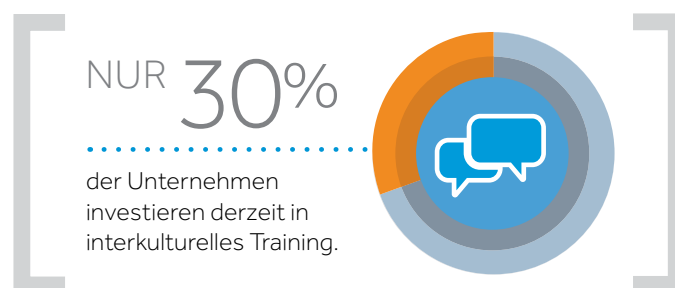 NUR 30%
der Unternehmen
investieren derzeit in
interkulturelles Training.